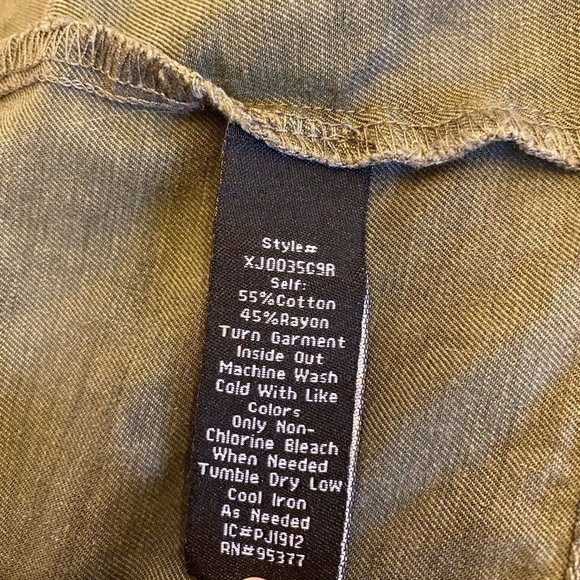 Style#
XJ0035C9R
Self:
55%Cotton
45%Rayon
Turn Garment
Inside Out
Machine Wash
Cold With Like
Colors
Only Non-
Chlorine Bleach
When Needed
Tumble Dry Low
Cool Iron
As Needed
IC#PJ1912
RN#95377